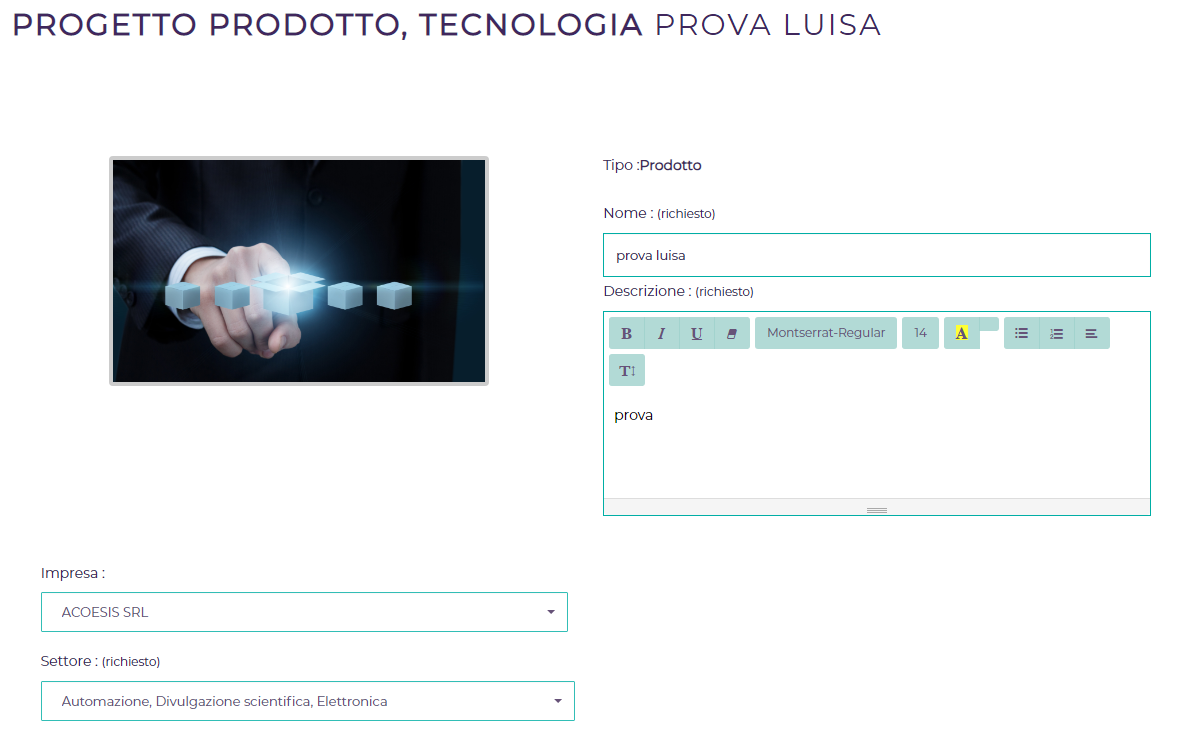 PROGETTO PRODOTTO, TECNOLOGIA PROVA LUISA
Tipo :Prodotto
Nome : (richiesto)
prova luisa
Descrizione : (richiesto)
B I U Montserrat-Regular 14 A
T
prova
Impresa :
ACOESIS SRL
Settore : (richiesto)
Automazione, Divulgazione scientifica, Elettronica